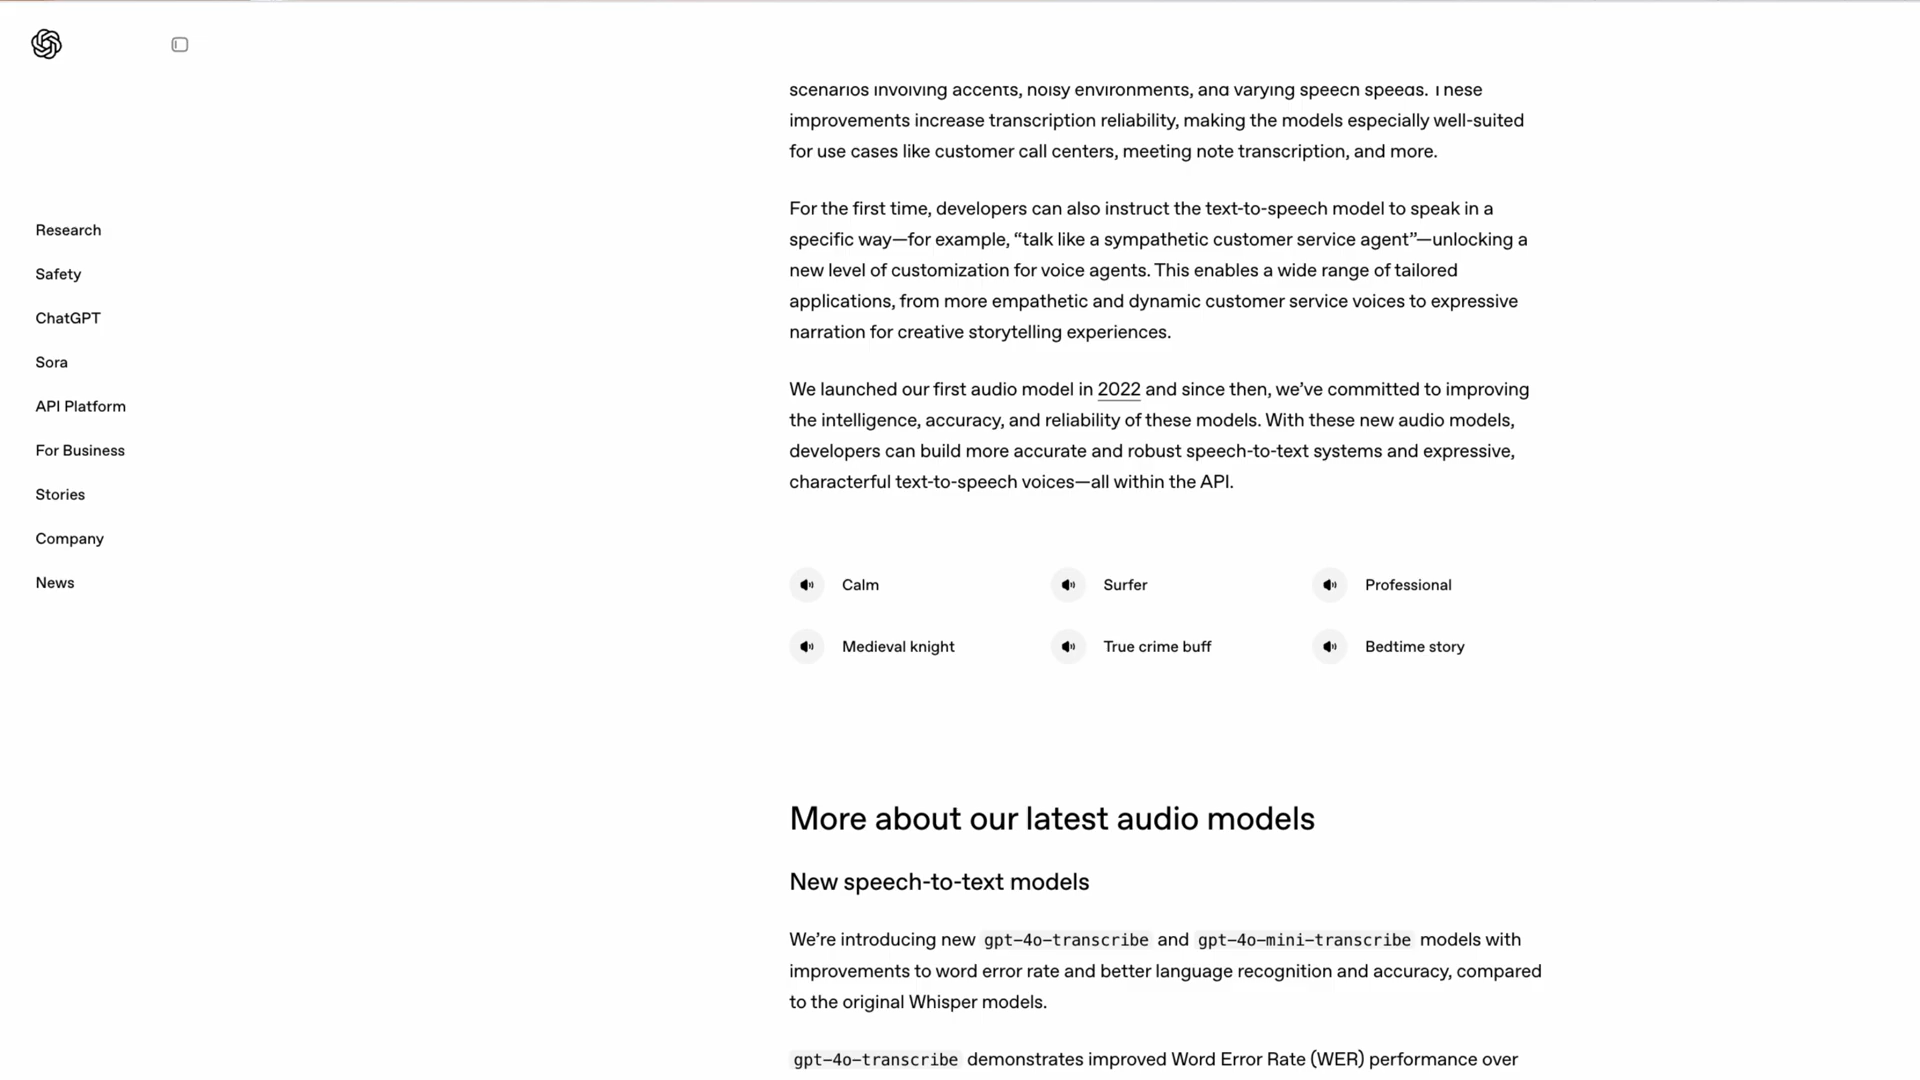 scenarios involving accents, noisy environments, and varying speech speeds. These
improvements increase transcription reliability, making the models especially well-suited
for use cases like customer call centers, meeting note transcription, and more.
Research
Safety
ChatGPT
Sora
API Platform
For Business
Stories
Company
News
For the first time, developers can also instruct the text-to-speech model to speak in a
specific way—for example, “talk like a sympathetic customer service agent”—unlocking a
new level of customization for voice agents. This enables a wide range of tailored
applications, from more empathetic and dynamic customer service voices to expressive
narration for creative storytelling experiences.
We launched our first audio model in 2022 and since then, we’ve committed to improving
the intelligence, accuracy, and reliability of these models. With these new audio models,
developers can build more accurate and robust speech-to-text systems and expressive,
characterful text-to-speech voices—all within the API.
Calm
Surfer
Professional
Medieval knight
True crime buff
Bedtime story
More about our latest audio models
New speech-to-text models
We’re introducing new gpt-4o-transcribe and gpt-4o-mini-transcribe models with
improvements to word error rate and better language recognition and accuracy, compared
to the original Whisper models.
gpt-4o-transcribe demonstrates improved Word Error Rate (WER) performance over